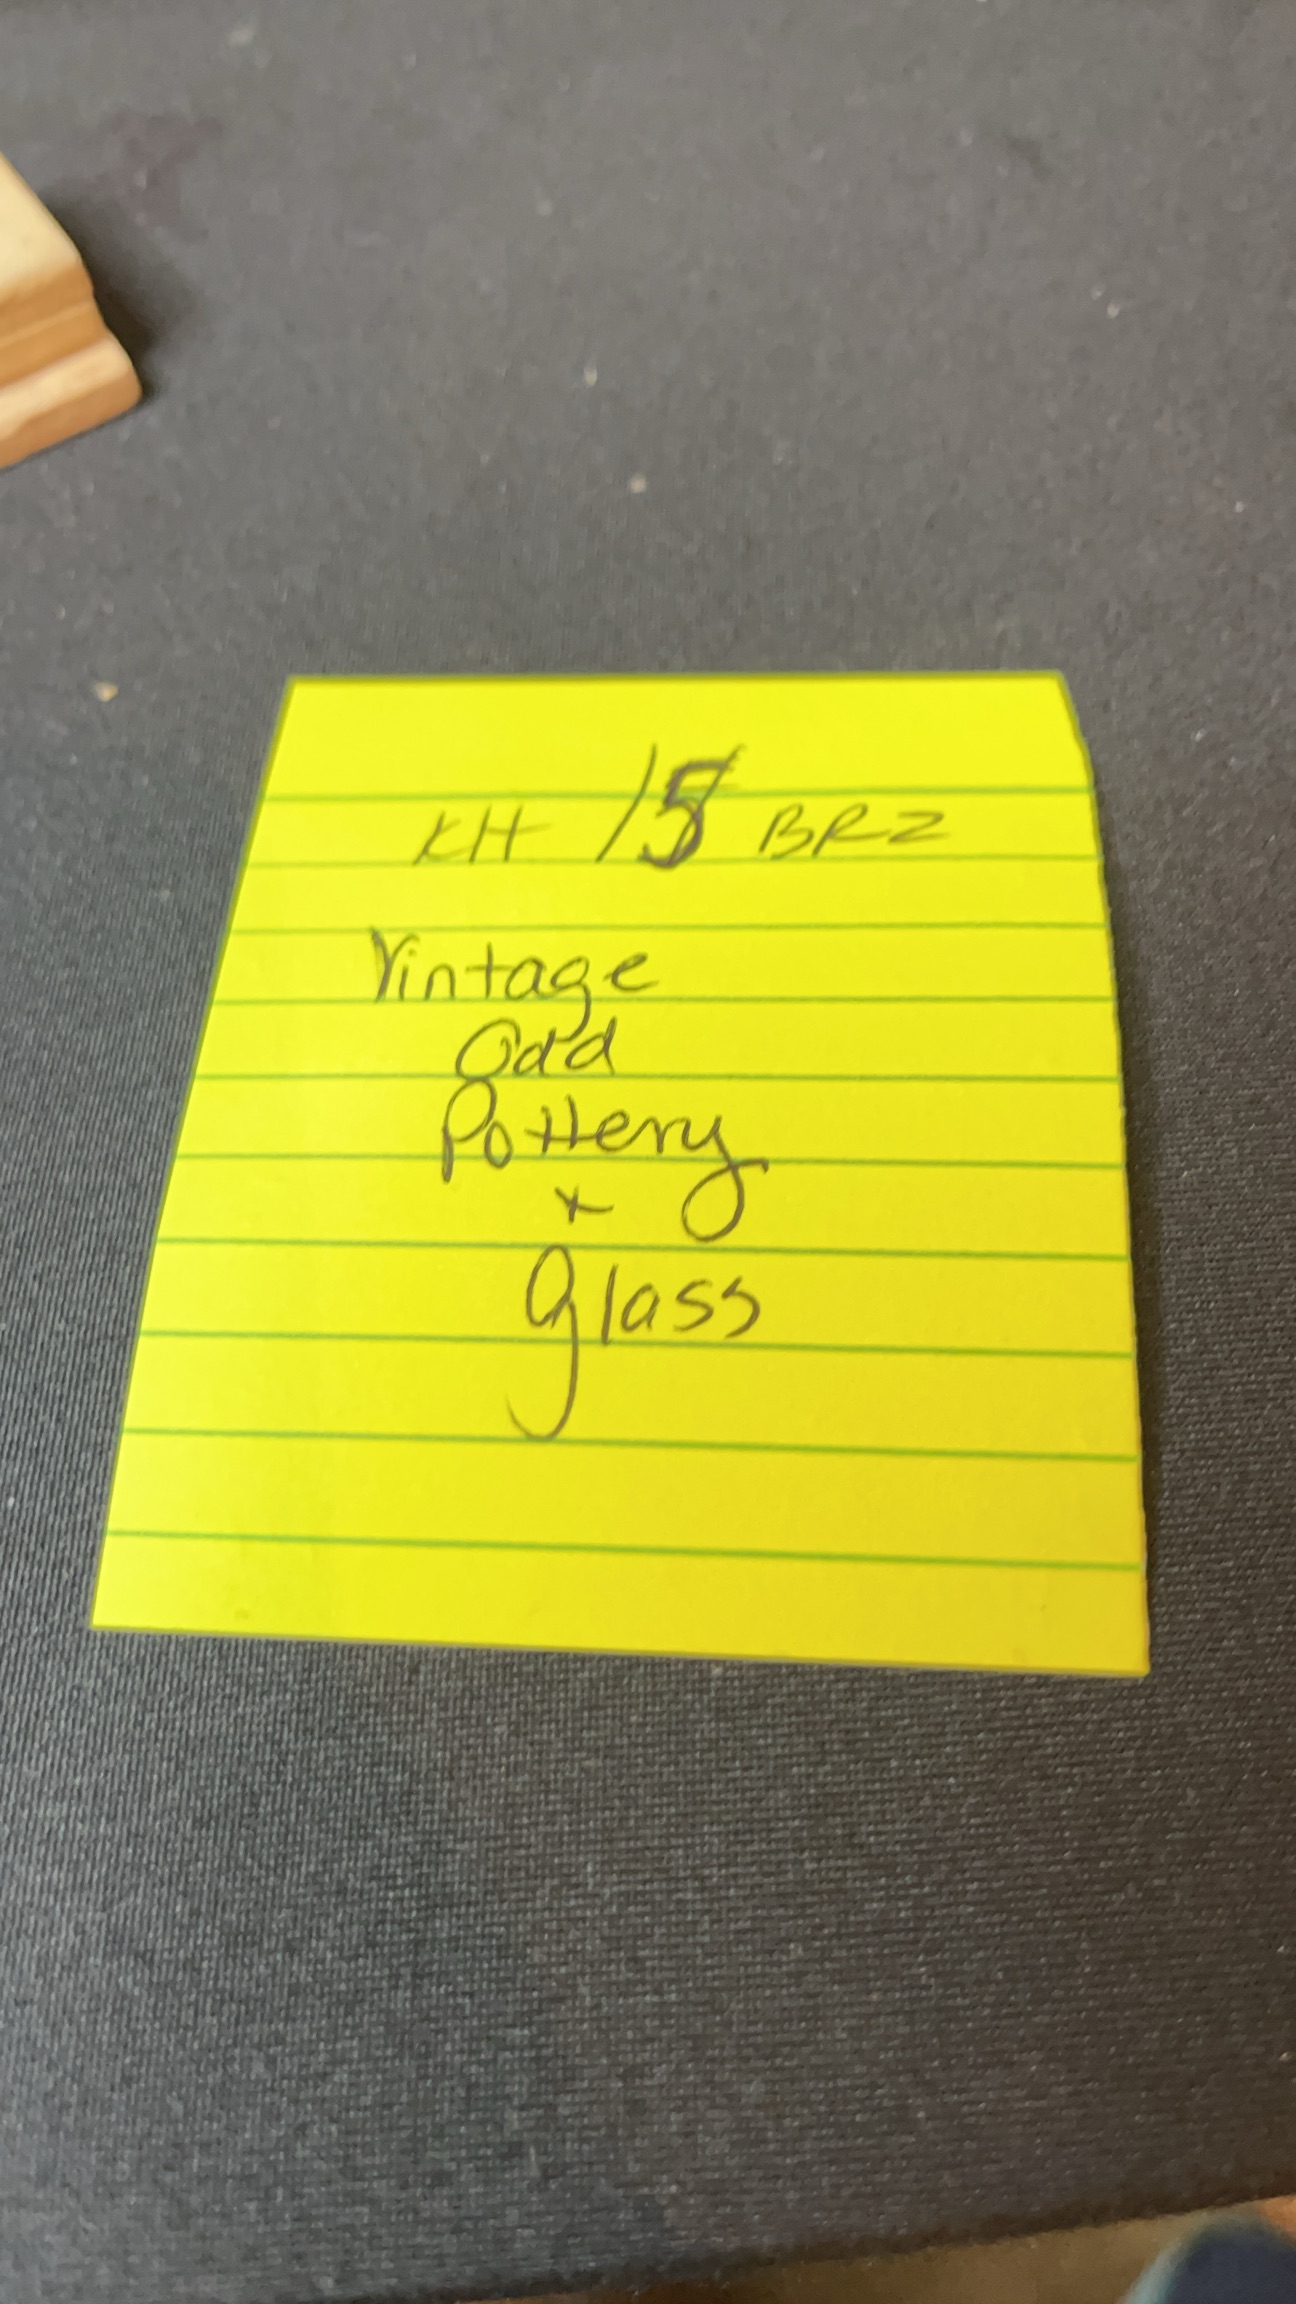 KH 15 BRZ
Vintage
Odd
Pottery
+
Glass